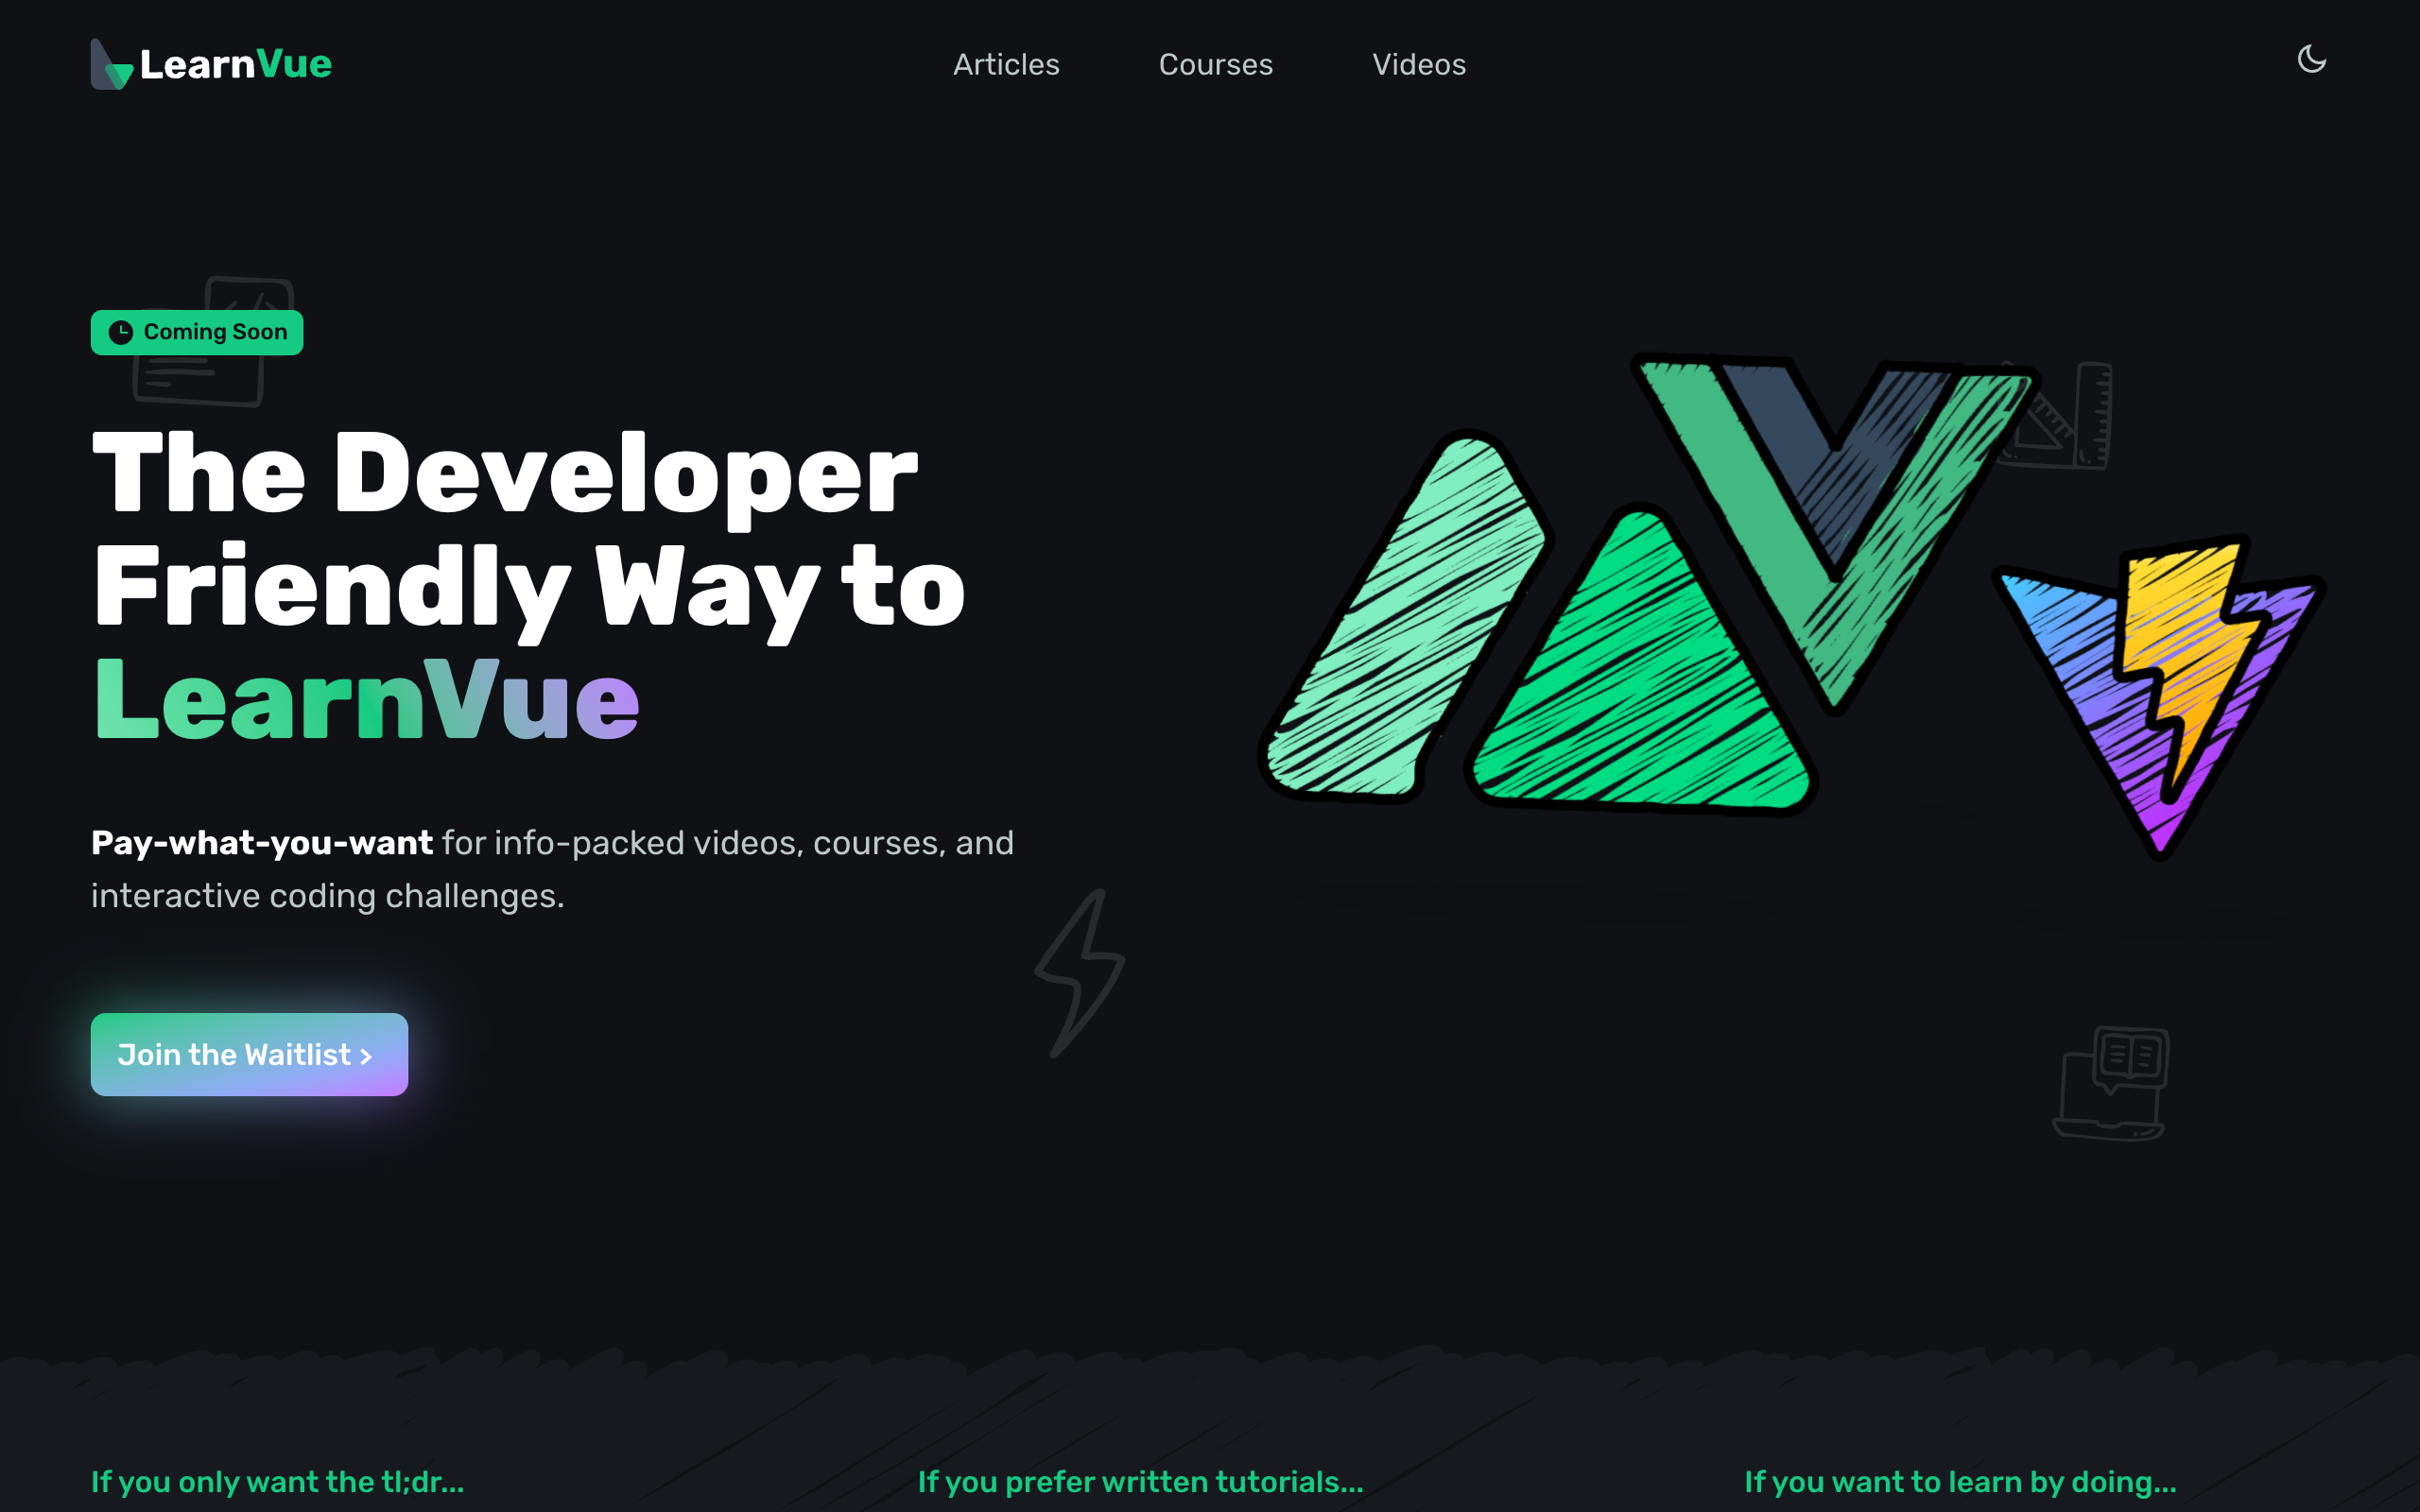 LearnVue
Articles
Courses
Videos
Coming Soon
The Developer
Friendly Way to
LearnVue
Pay-what-you-want for info-packed videos, courses, and
interactive coding challenges.
Join the Waitlist >
If you only want the tl;dr...
If you prefer written tutorials...
If you want to learn by doing...